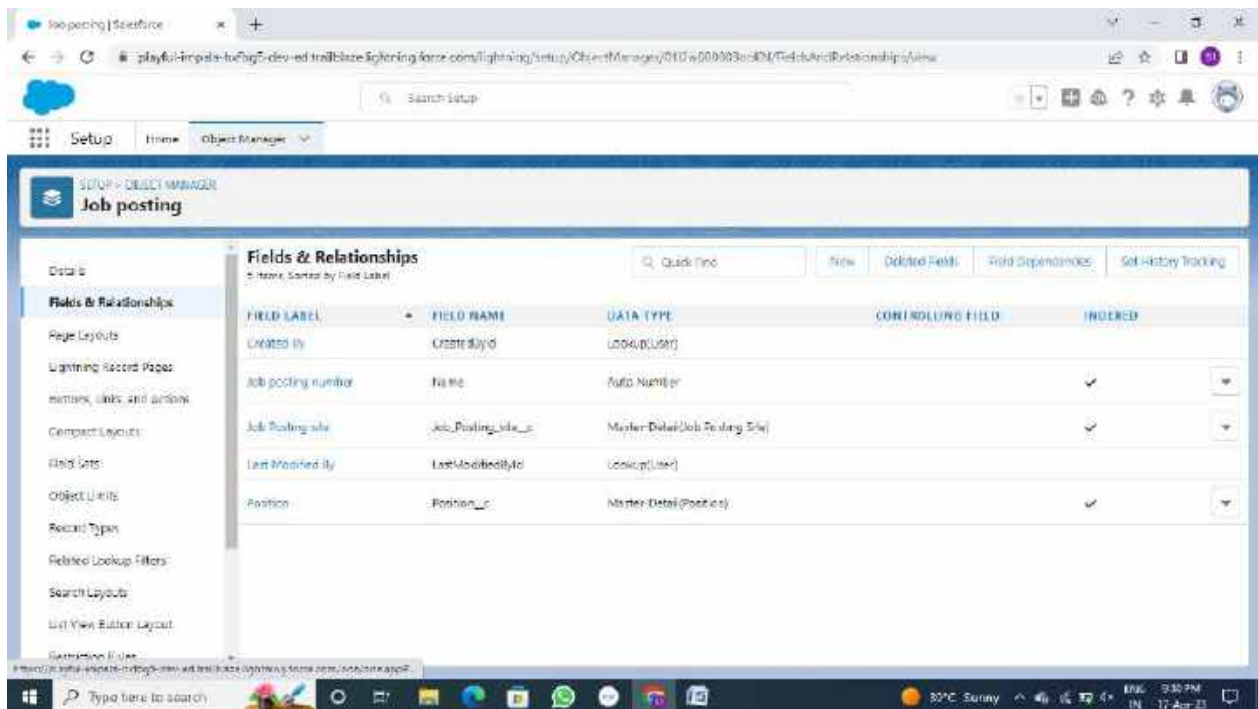 Job posting | Salesforce
Search Setup
Setup Home Object Manager
SETUP > OBJECT MANAGER
Job posting
Details
Fields & Relationships
Page Layouts
Lightning Record Pages
Buttons, Links, and Actions
Compact Layouts
Field Sets
Object Limits
Record Types
Related Lookup Filters
Search Layouts
List View Button Layout
Restriction Rules
Fields & Relationships
5 Items, Sorted by Field Label
Quick Find
New
Deleted Fields
Field Dependencies
Set History Tracking
FIELD LABEL FIELD NAME DATA TYPE CONTROLLING FIELD INDEXED
Created By CreatedById Lookup(User)
Job posting number Name Auto Number
Job Posting site Job_Posting_site__c Master-Detail(Job Posting Site)
Last Modified By LastModifiedById Lookup(User)
Position Position__c Master-Detail(Position)
Type here to search
30°C Sunny
ENG
IN
9:30 PM
17-Apr-23